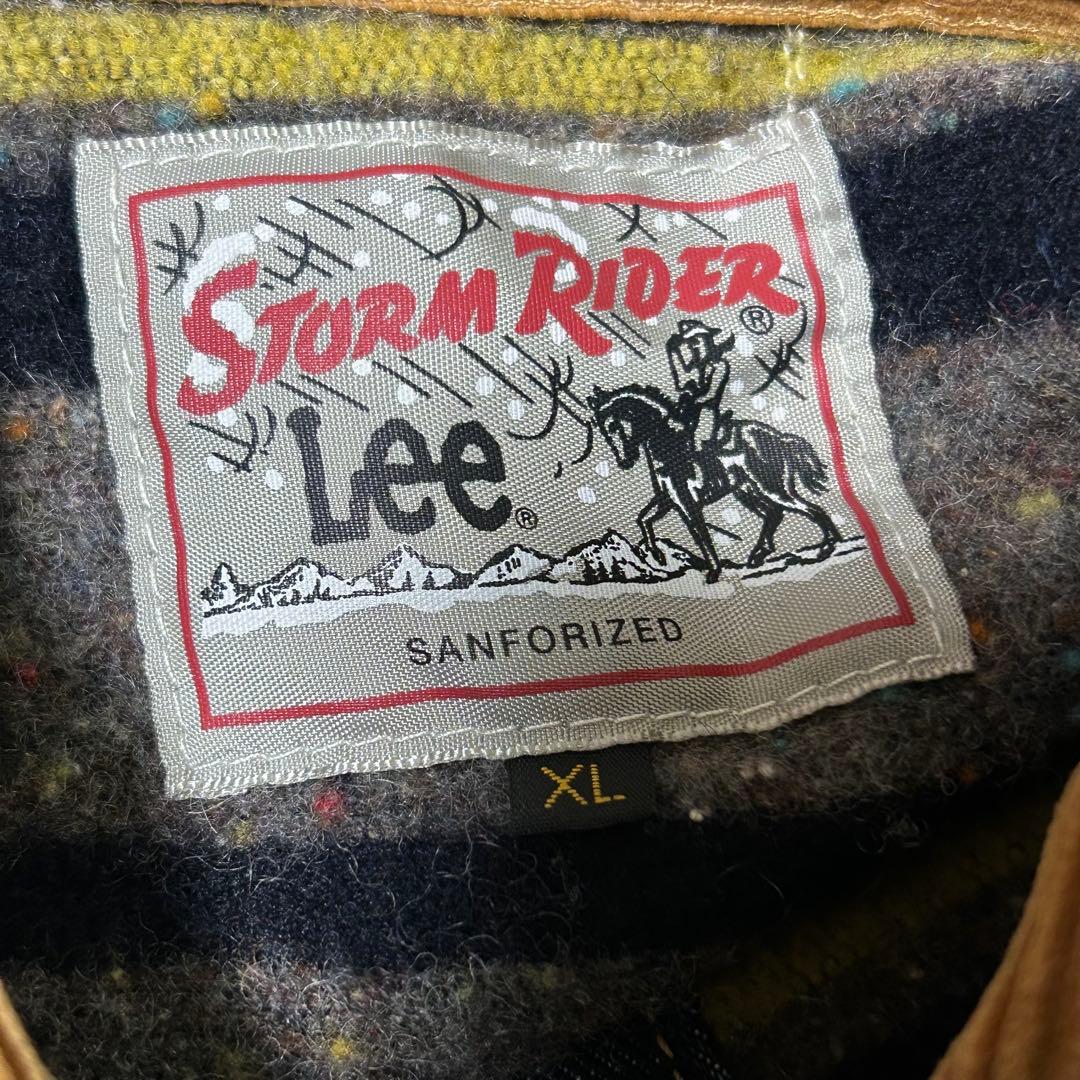 STORM RIDER®
Lee®
SANFORIZED
XL